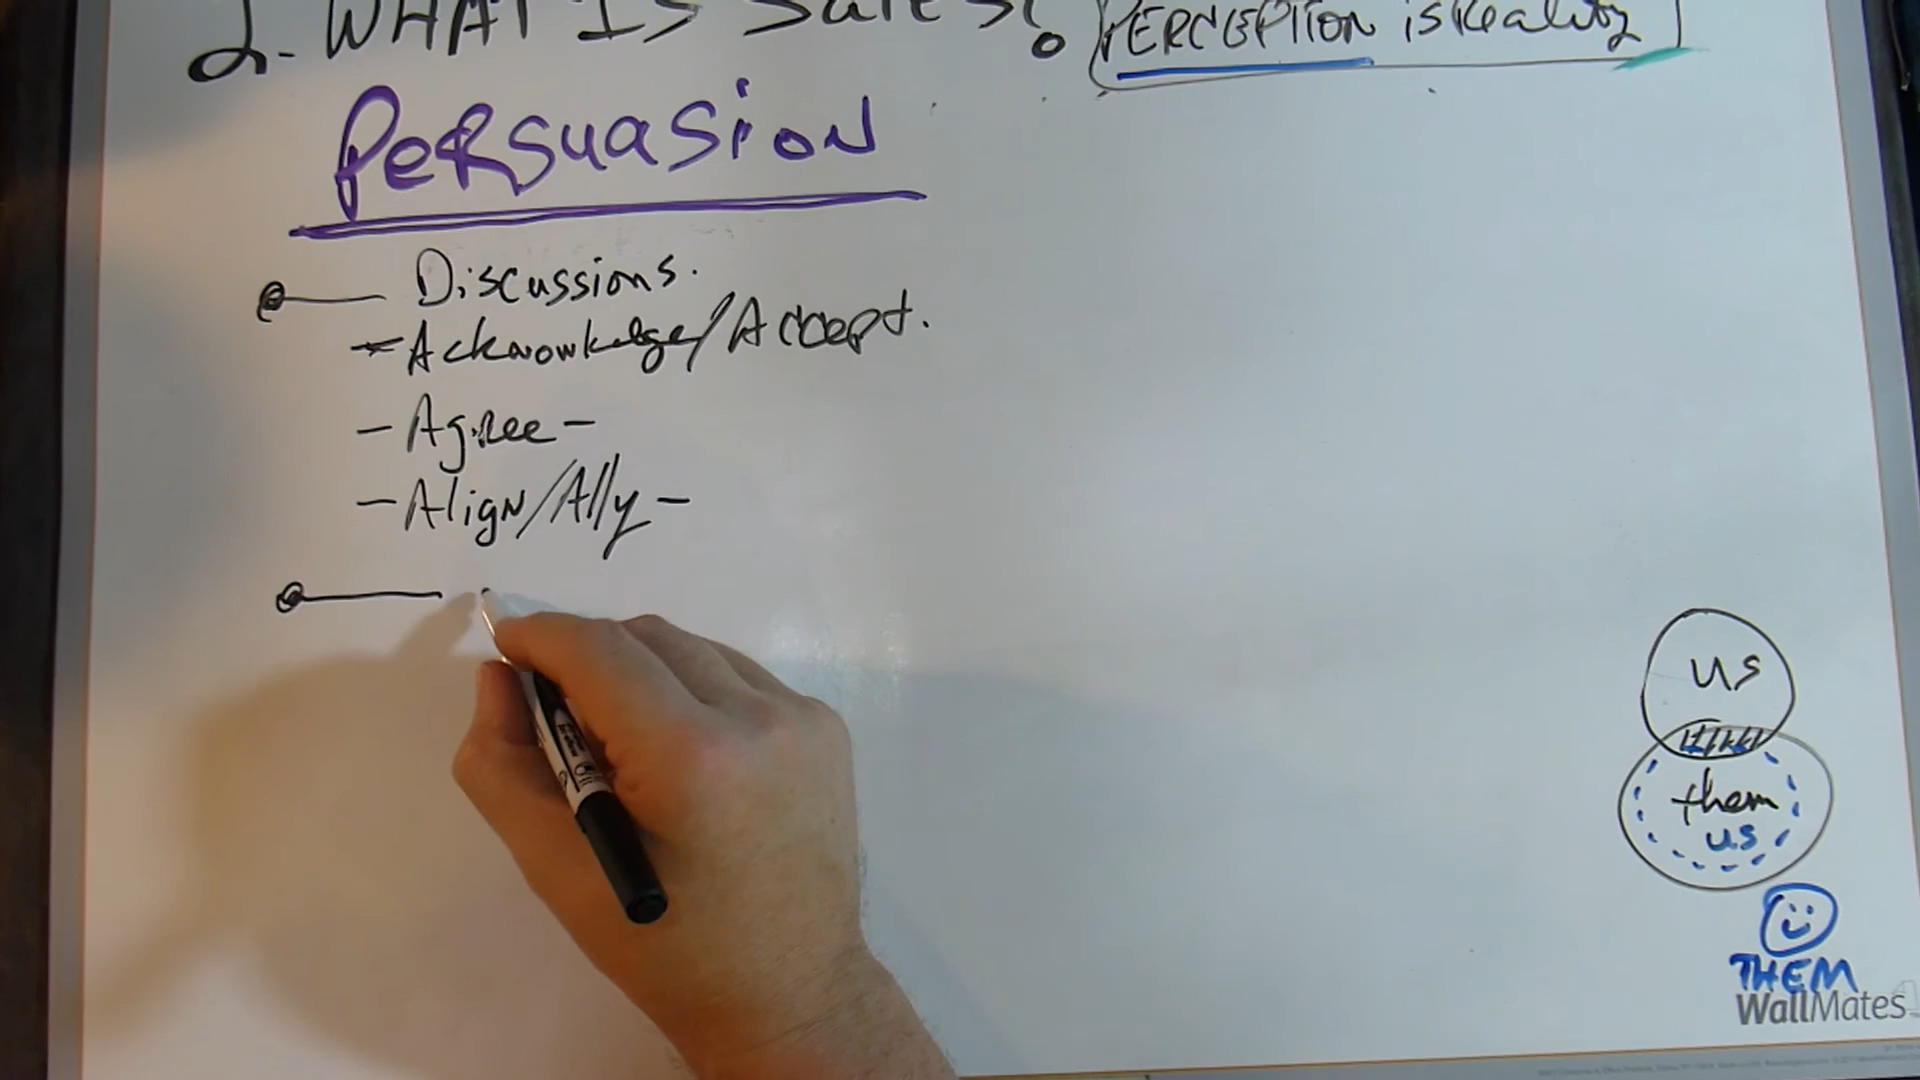 2. WHAT Is Sales?
PERCEPTION is Reality
Persuasion
Discussions.
- Acknowledge/Accept.
- Agree -
- Align/Ally -
us
them
us
THEM
WallMates